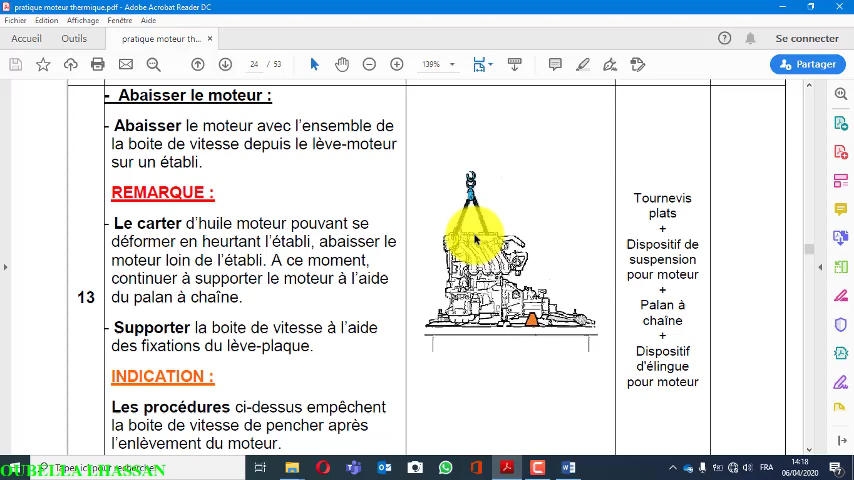 pratique moteur thermique.pdf - Adobe Acrobat Reader DC
Fichier Edition Affichage Fenêtre Aide
Accueil Outils pratique moteur ther... × Se connecter
24 / 53 139% Partager
- Abaisser le moteur :
- Abaisser le moteur avec l'ensemble de
la boite de vitesse depuis le lève-moteur
sur un établi.
REMARQUE :
- Le carter d'huile moteur pouvant se
déformer en heurtant l'établi, abaisser le
moteur loin de l'établi. A ce moment,
continuer à supporter le moteur à l'aide
du palan à chaîne.
13
- Supporter la boite de vitesse à l'aide
des fixations du lève-plaque.
INDICATION :
Les procédures ci-dessus empêchent
la boite de vitesse de pencher après
l'enlèvement du moteur.
Tournevis
plats
+
Dispositif de
suspension
pour moteur
+
Palan à
chaîne
+
Dispositif
d'élingue
pour moteur
OUBELLA LHASSAN
Taper ici pour rechercher
FRA
14:18
06/04/2020